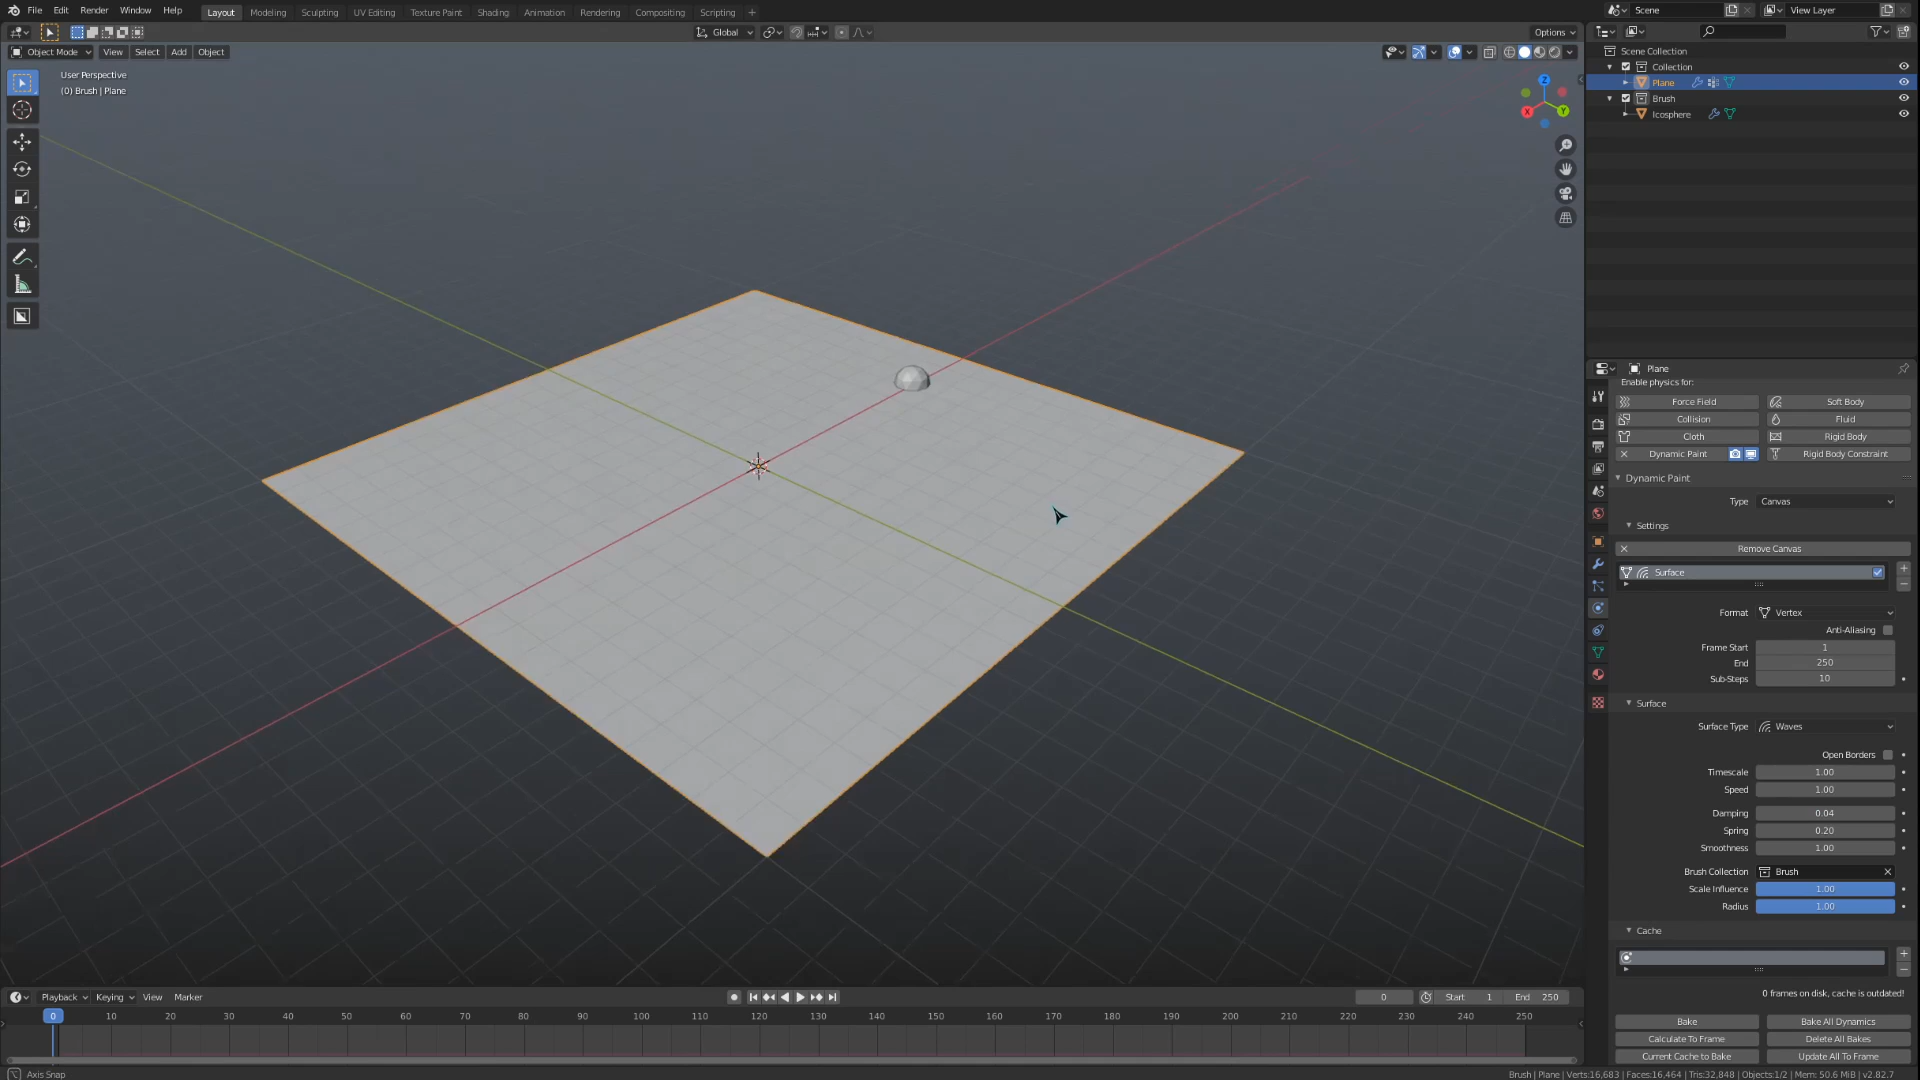 File Edit Render Window Help Layout Modeling Sculpting UV Editing Texture Paint Shading Animation Rendering Compositing Scripting + Scene View Layer
Global Options
Object Mode View Select Add Object
User Perspective
(0) Brush | Plane
Z
X Y
Scene Collection
Collection
Plane
Brush
Icosphere
Plane
Enable physics for:
Force Field Soft Body
Collision Fluid
Cloth Rigid Body
Dynamic Paint Rigid Body Constraint
Dynamic Paint
Type Canvas
Settings
Remove Canvas
Surface
Format Vertex
Anti-Aliasing
Frame Start 1
End 250
Sub-Steps 10
Surface
Surface Type Waves
Open Borders
Timescale 1.00
Speed 1.00
Damping 0.04
Spring 0.20
Smoothness 1.00
Brush Collection Brush
Scale Influence 1.00
Radius 1.00
Cache
0 frames on disk, cache is outdated!
Bake Bake All Dynamics
Calculate To Frame Delete All Bakes
Current Cache to Bake Update All To Frame
Playback Keying View Marker 0 Start 1 End 250
0 10 20 30 40 50 60 70 80 90 100 110 120 130 140 150 160 170 180 190 200 210 220 230 240 250
Axis Snap
Brush | Plane | Verts:16,683 | Faces:16,464 | Tris:32,848 | Objects:1/2 | Mem: 50.6 MiB | v2.82.7